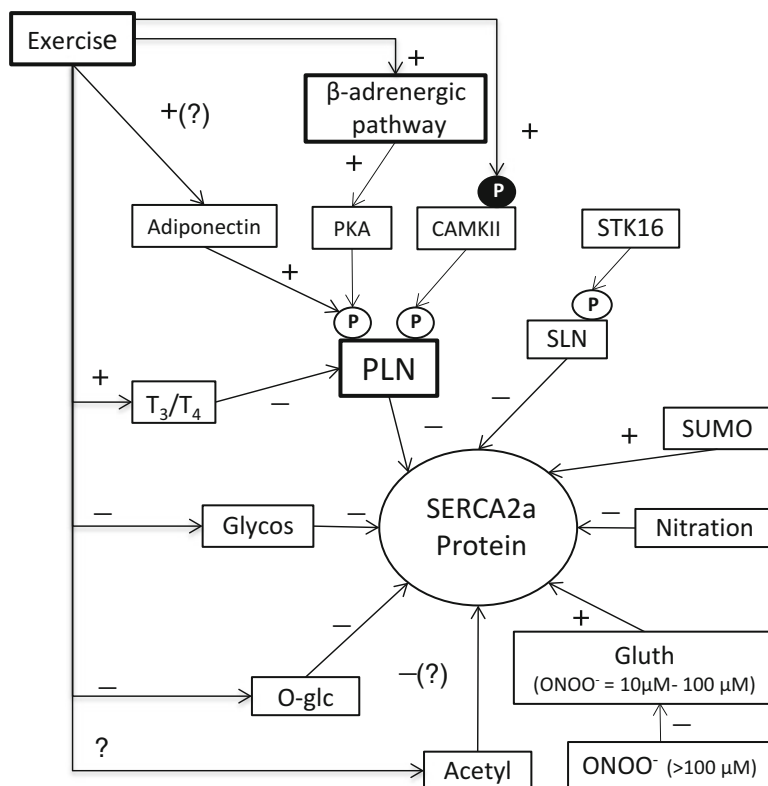 Exercise
+
β-adrenergic
pathway
+(?)
+
+
P
Adiponectin
PKA
CAMKII
STK16
+
P
P
P
SLN
PLN
+
T₃/T₄
–
–
–
+
SUMO
SERCA2a
Protein
–
Glycos
–
–
Nitration
–
+
Gluth
(ONOO⁻ = 10µM- 100 µM)
–(?)
–
O-glc
–
?
Acetyl
ONOO⁻ (>100 µM)